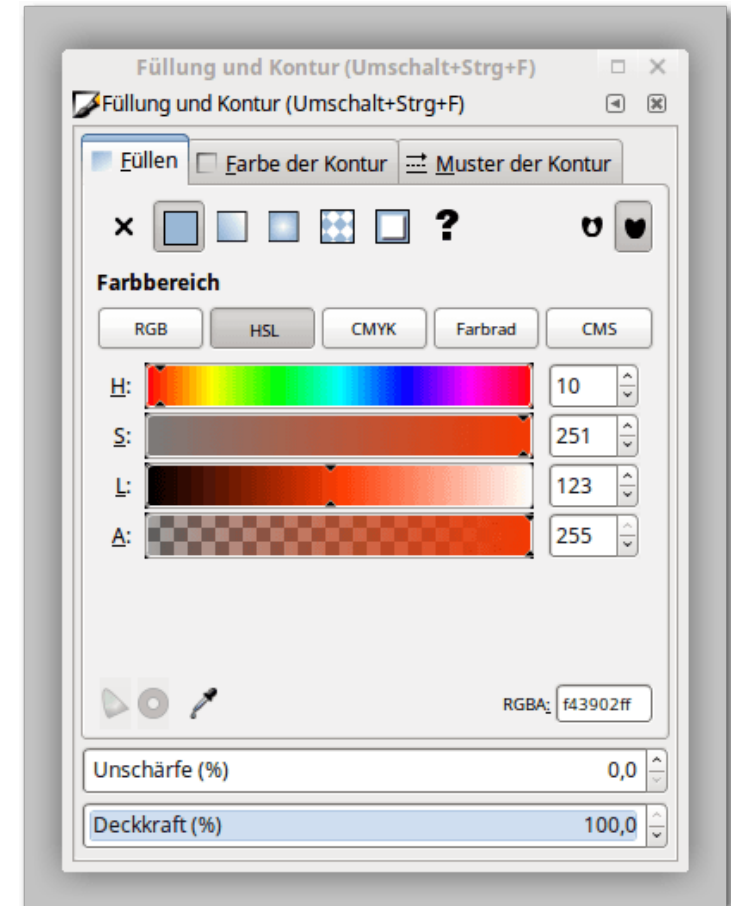 Füllung und Kontur (Umschalt+Strg+F)
Füllung und Kontur (Umschalt+Strg+F)
Füllen Farbe der Kontur Muster der Kontur
?
Farbbereich
RGB HSL CMYK Farbrad CMS
H: 10
S: 251
L: 123
A: 255
RGBA: f43902ff
Unschärfe (%) 0,0
Deckkraft (%) 100,0